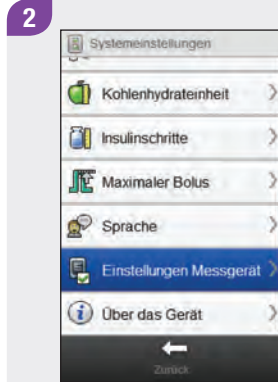 2
Systemeinstellungen
Kohlenhydrateinheit
Insulinschritte
Maximaler Bolus
Sprache
Einstellungen Messgerät
Über das Gerät
Zurück